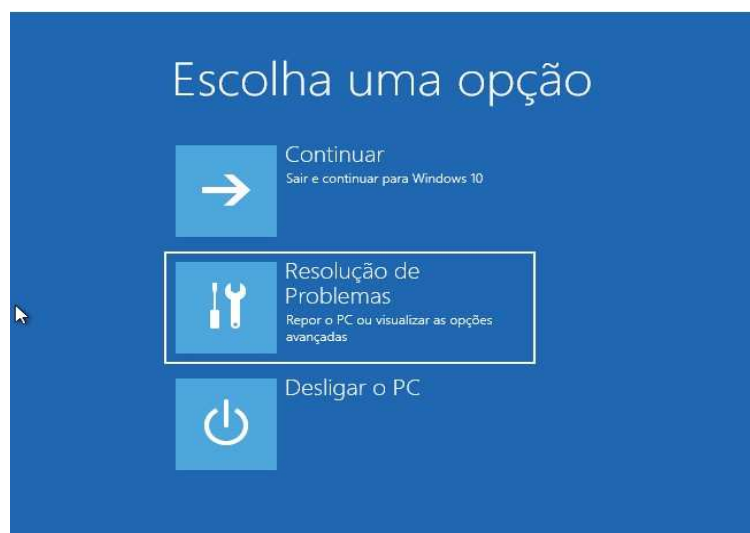 Escolha uma opção
Continuar
Sair e continuar para Windows 10
Resolução de
Problemas
Repor o PC ou visualizar as opções
avançadas
Desligar o PC